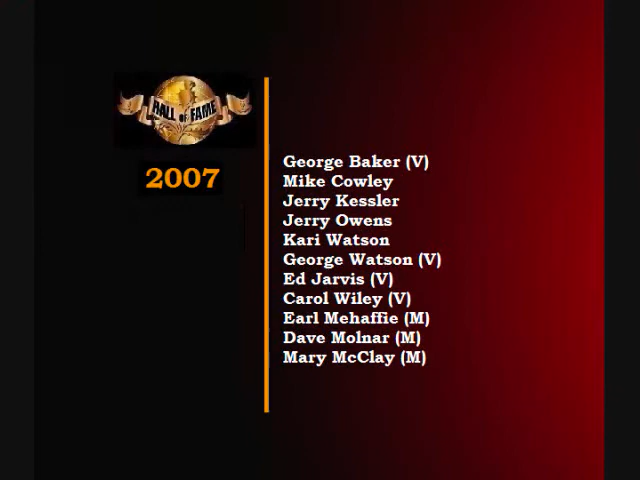 HALL OF FAME
2007
George Baker (V)
Mike Cowley
Jerry Kessler
Jerry Owens
Kari Watson
George Watson (V)
Ed Jarvis (V)
Carol Wiley (V)
Earl Mehaffie (M)
Dave Molnar (M)
Mary McClay (M)